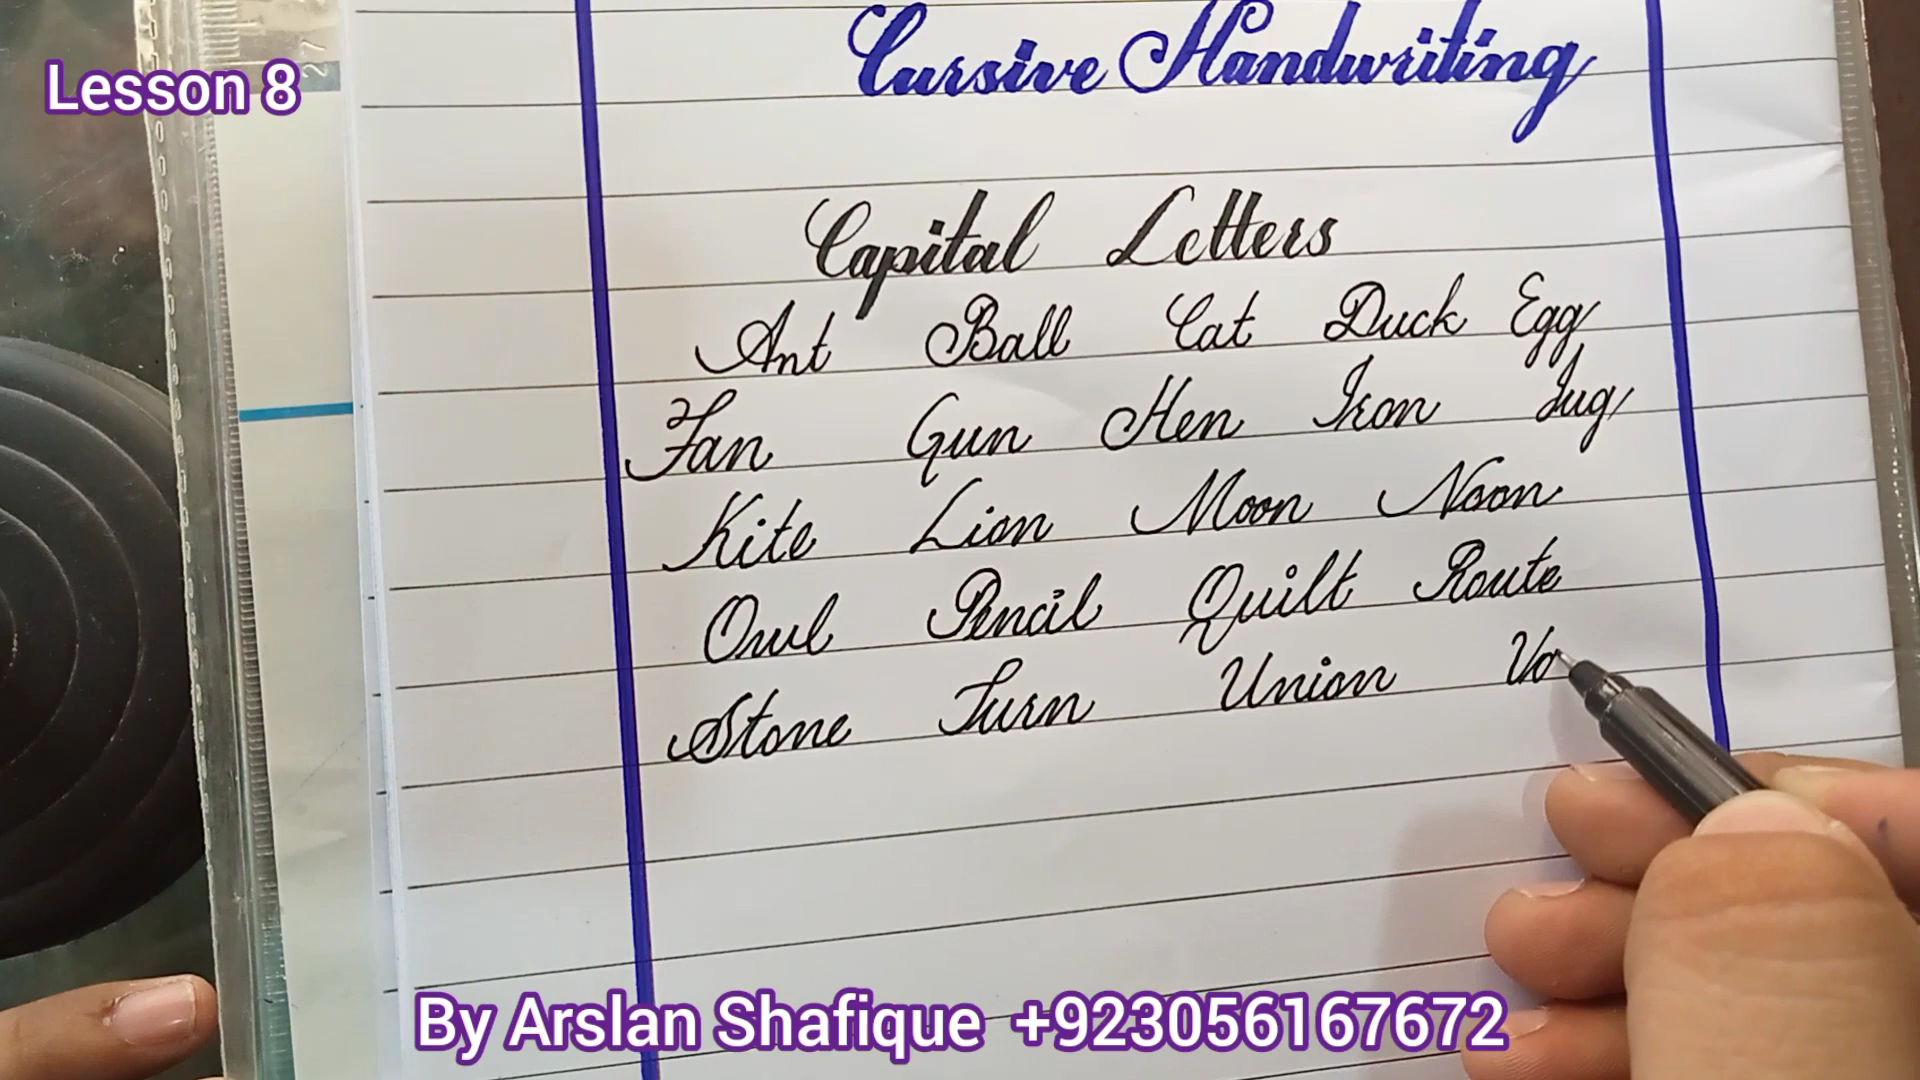 Lesson 8
Cursive Handwriting
Capital Letters
Ant Ball Cat Duck Egg
Fan Gun Hen Iron Jug
Kite Lion Moon Noon
Owl Pencil Quilt Route
Stone Turn Union Vo
By Arslan Shafique +923056167672